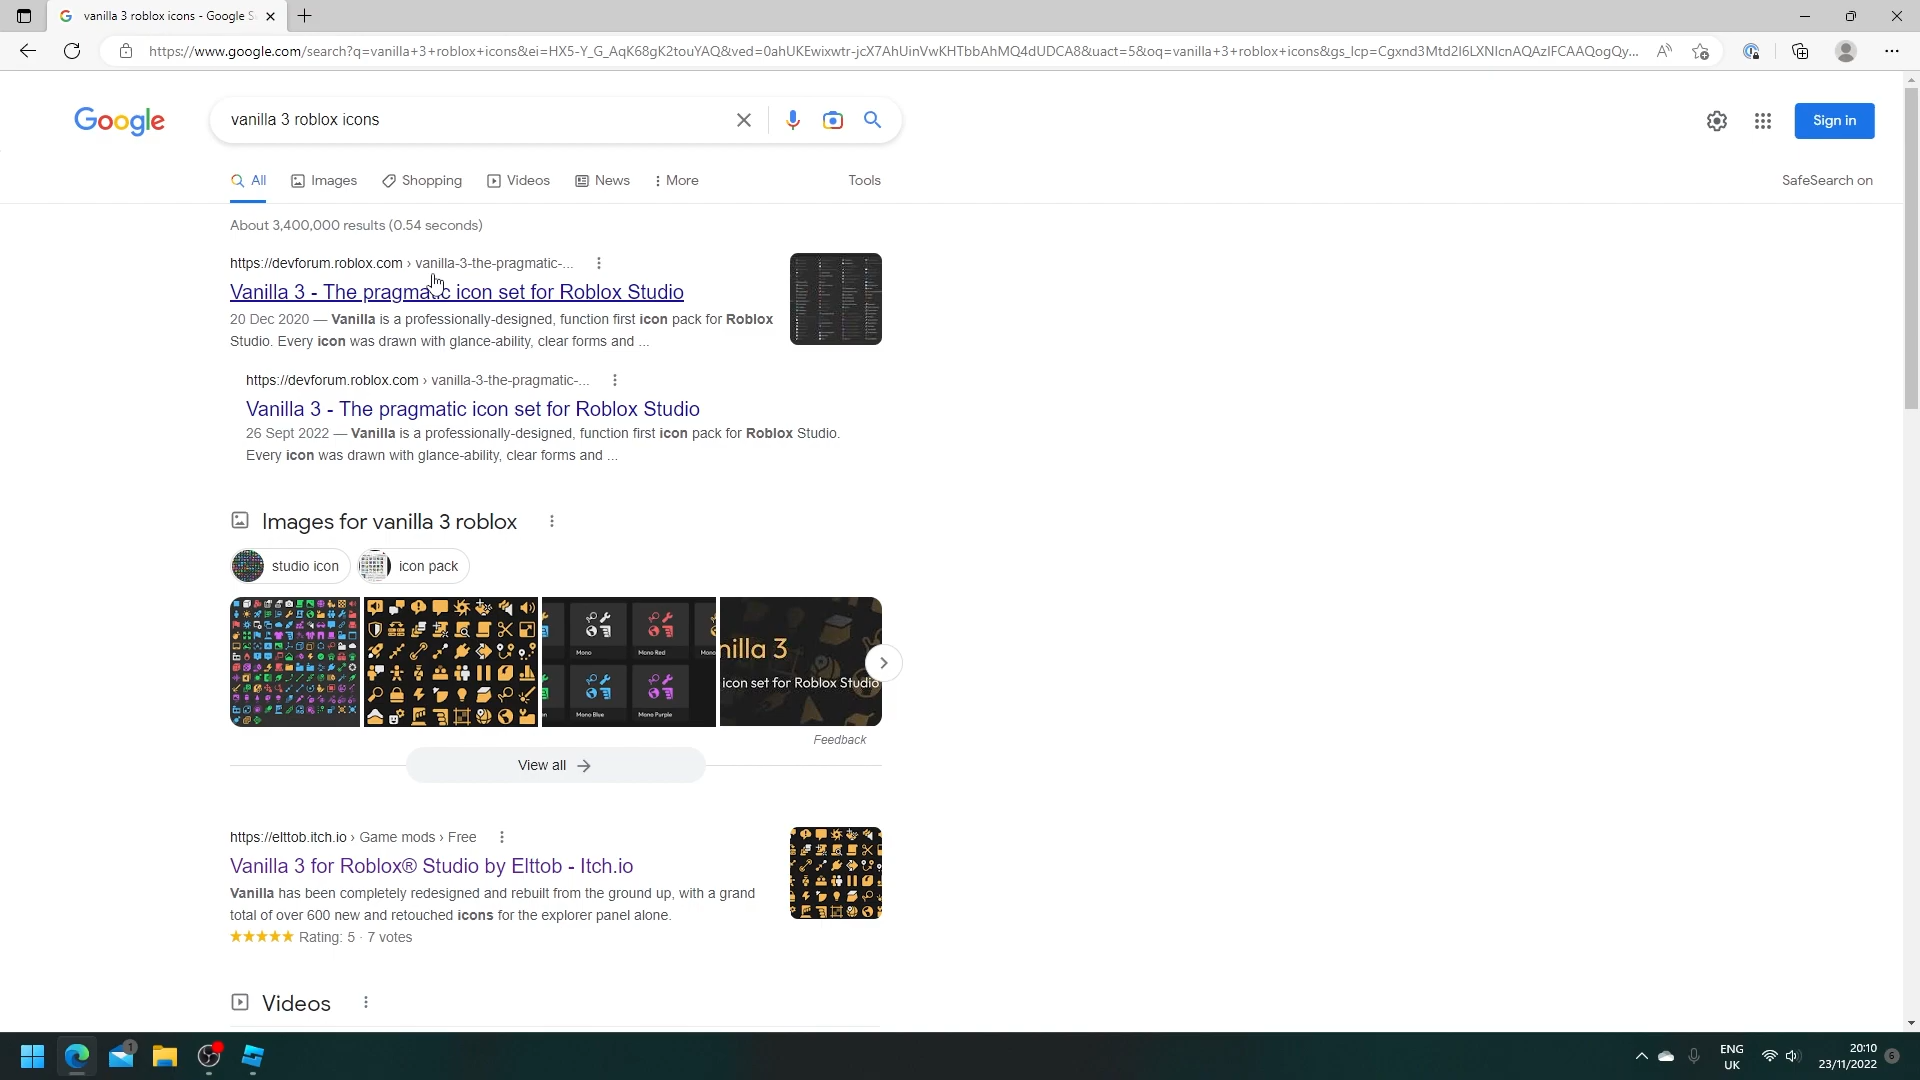 vanilla 3 roblox icons - Google S
https://www.google.com/search?q=vanilla+3+roblox+icons&ei=HX5-Y_G_AqK68gK2touYAQ&ved=0ahUKEwixwtr-jcX7AhUinVwKHTbbAhMQ4dUDCA8&uact=5&oq=vanilla+3+roblox+icons&gs_lcp=Cgxnd3Mtd2l6LXNlcnAQAzIFCAAQogQy...
Google
vanilla 3 roblox icons
Sign in
All Images Shopping Videos News More Tools SafeSearch on
About 3,400,000 results (0.54 seconds)
https://devforum.roblox.com › vanilla-3-the-pragmatic-...
Vanilla 3 - The pragmatic icon set for Roblox Studio
20 Dec 2020 — Vanilla is a professionally-designed, function first icon pack for Roblox
Studio. Every icon was drawn with glance-ability, clear forms and ...
https://devforum.roblox.com › vanilla-3-the-pragmatic-...
Vanilla 3 - The pragmatic icon set for Roblox Studio
26 Sept 2022 — Vanilla is a professionally-designed, function first icon pack for Roblox Studio.
Every icon was drawn with glance-ability, clear forms and ...
Images for vanilla 3 roblox
studio icon icon pack
Mono Mono Red
nilla 3
icon set for Roblox Studio
Mono Blue Mono Purple
Feedback
View all
https://elttob.itch.io › Game mods › Free
Vanilla 3 for Roblox® Studio by Elttob - Itch.io
Vanilla has been completely redesigned and rebuilt from the ground up, with a grand
total of over 600 new and retouched icons for the explorer panel alone.
Rating: 5 · 7 votes
Videos
1
ENG
UK
20:10
23/11/2022
6